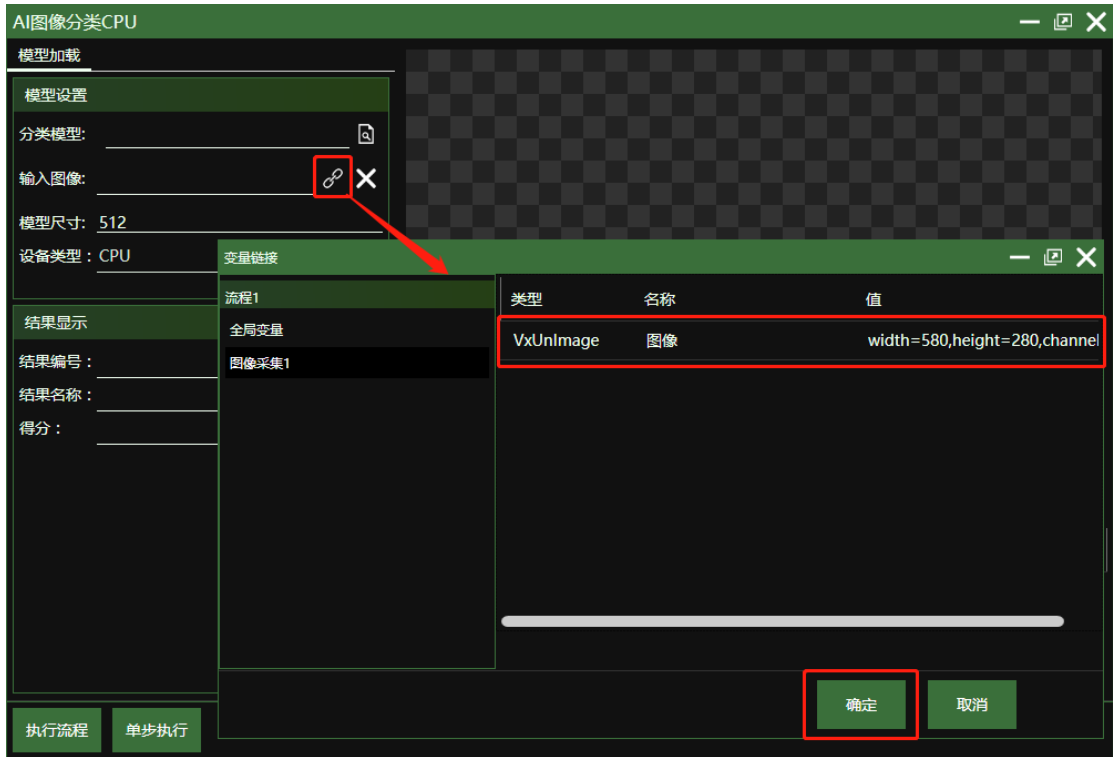 AI图像分类CPU
模型加载
模型设置
分类模型:
输入图像:
模型尺寸: 512
设备类型：CPU
结果显示
结果编号：
结果名称：
得分：
执行流程 单步执行
变量链接
流程1
全局变量
图像采集1
类型 名称 值
VxUnImage 图像 width=580,height=280,channel
确定 取消